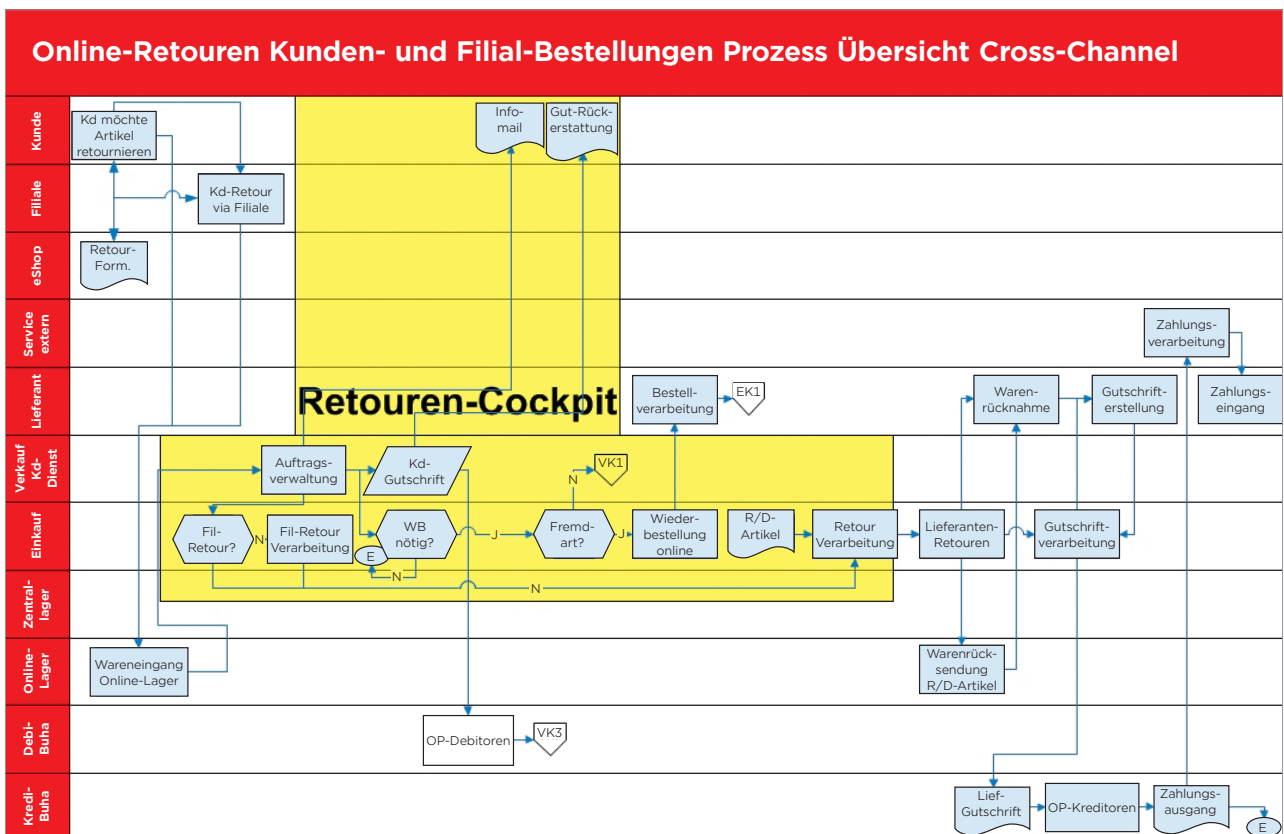 Online-Retouren Kunden- und Filial-Bestellungen Prozess Übersicht Cross-Channel
Kunde
Kd möchte
Artikel
retournieren
Info-
mail
Gut-Rück-
erstattung
Filiale
Kd-Retour
via Filiale
eShop
Retour-
Form.
Service
extern
Zahlungs-
verarbeitung
Lieferant
Retouren-Cockpit
Bestell-
verarbeitung
EK1
Waren-
rücknahme
Gutschrift-
erstellung
Zahlungs-
eingang
Verkauf
Kd-
Dienst
Auftrags-
verwaltung
Kd-
Gutschrift
N
VK1
Einkauf
Fil-
Retour?
N
Fil-Retour
Verarbeitung
E
WB
nötig?
J
Fremd-
art?
J
Wieder-
bestellung
online
R/D-
Artikel
Retour
Verarbeitung
Lieferanten-
Retouren
Gutschrift-
verarbeitung
Zentral-
lager
N
N
Online-
Lager
Wareneingang
Online-Lager
Warenrück-
sendung
R/D-Artikel
Debi-
Buha
OP-Debitoren
VK3
Kredi-
Buha
Lief-
Gutschrift
OP-Kreditoren
Zahlungs-
ausgang
E